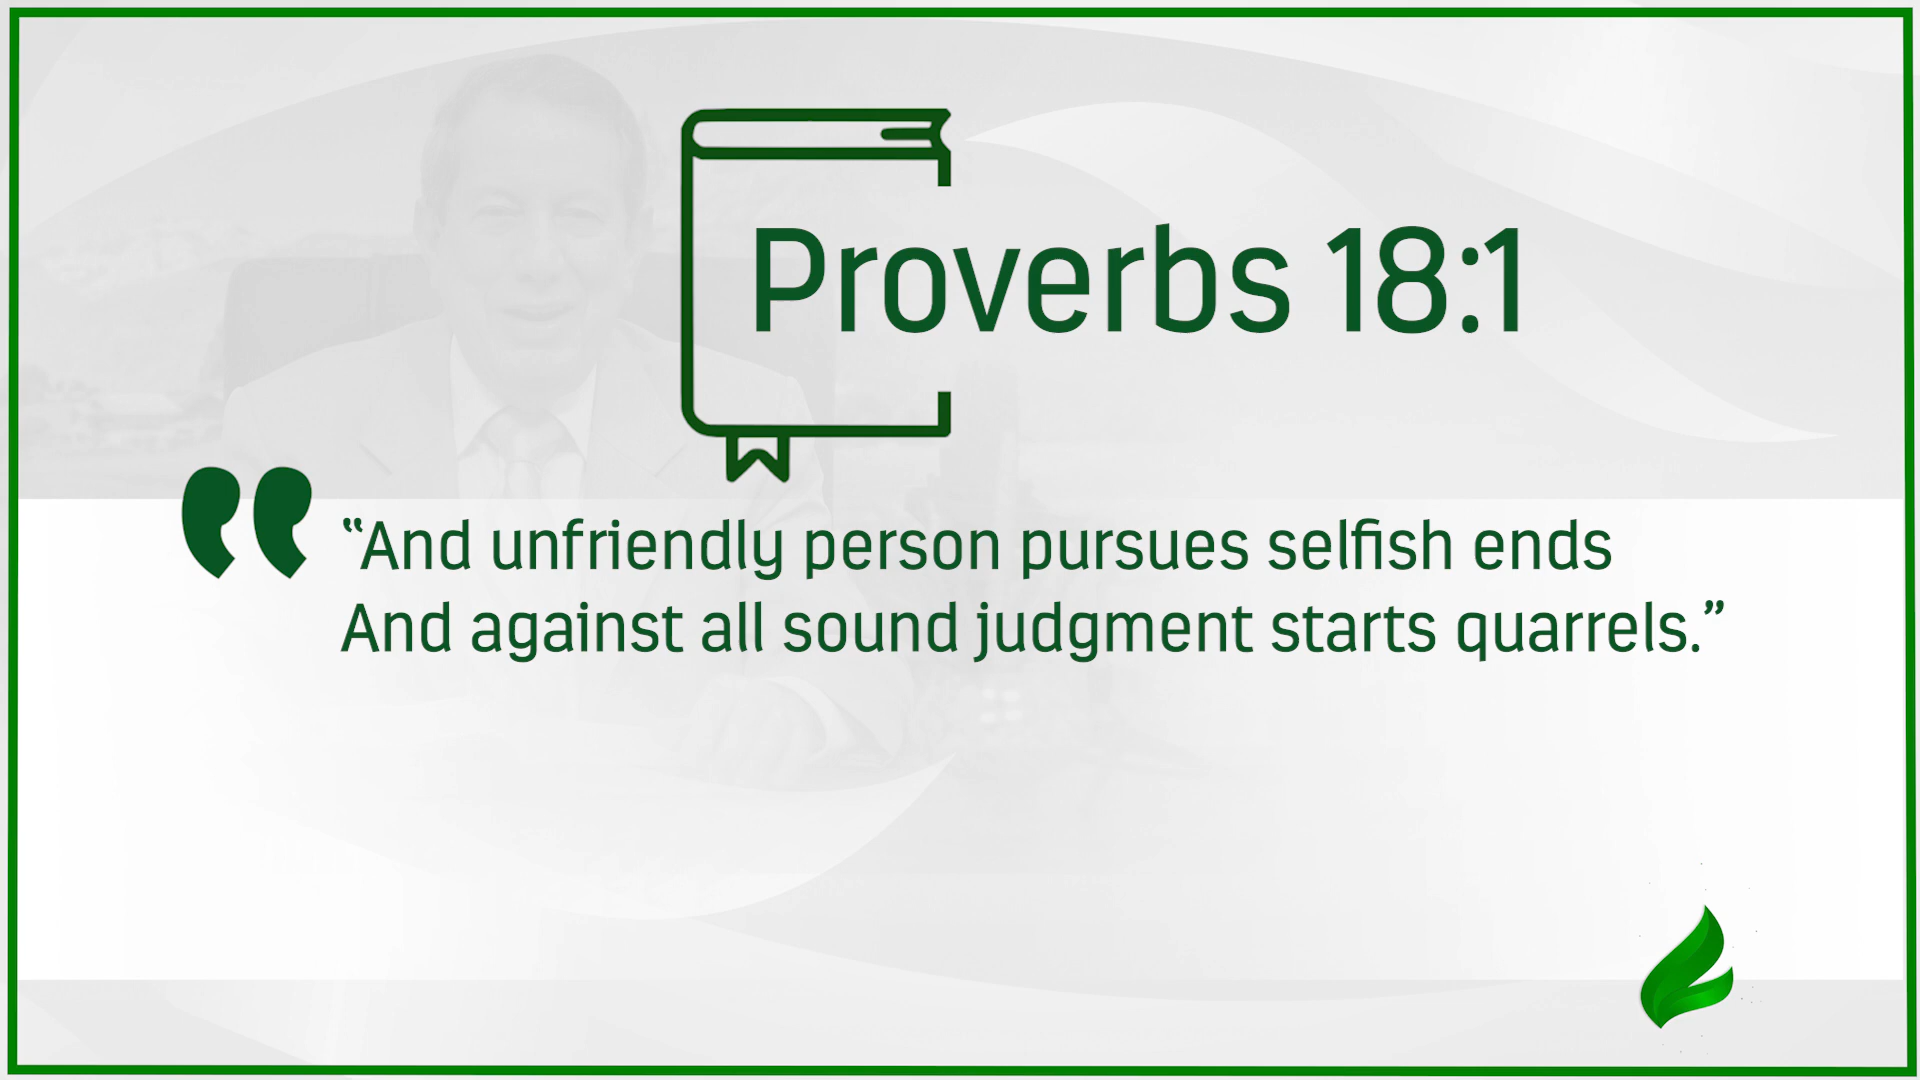 Proverbs 18:1
“And unfriendly person pursues selfish ends
And against all sound judgment starts quarrels.”